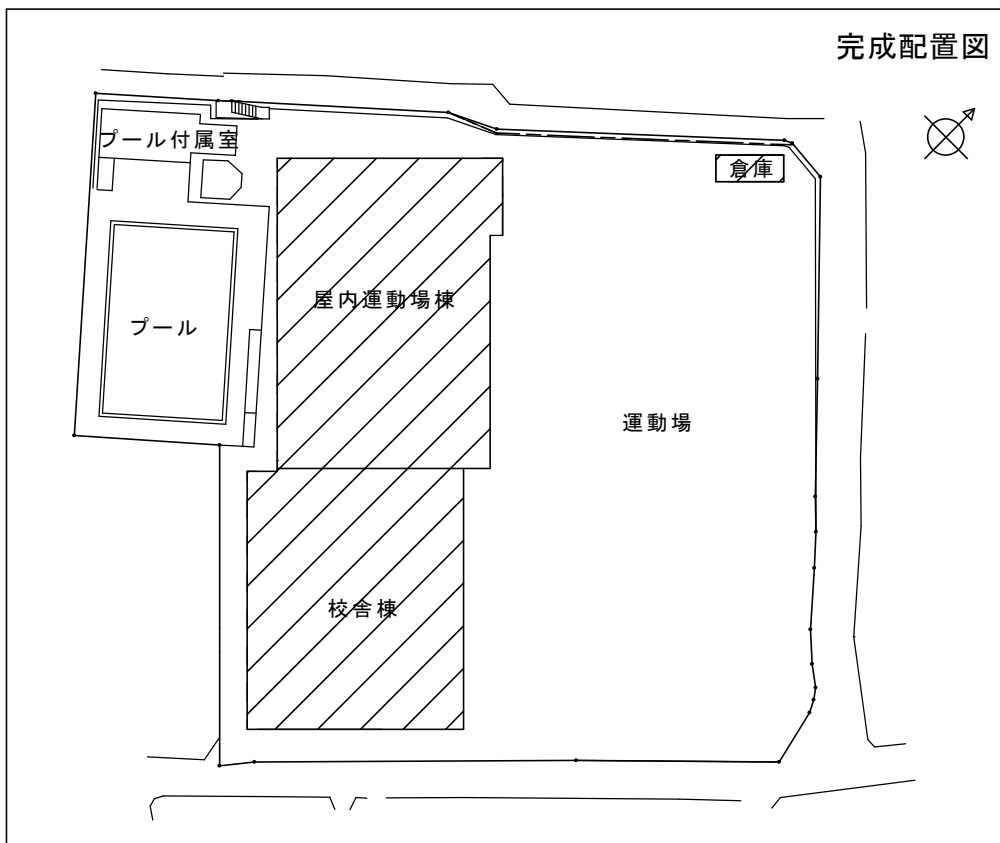 完成配置図
プール付属室
倉庫
屋内運動場棟
プール
運動場
校舎棟